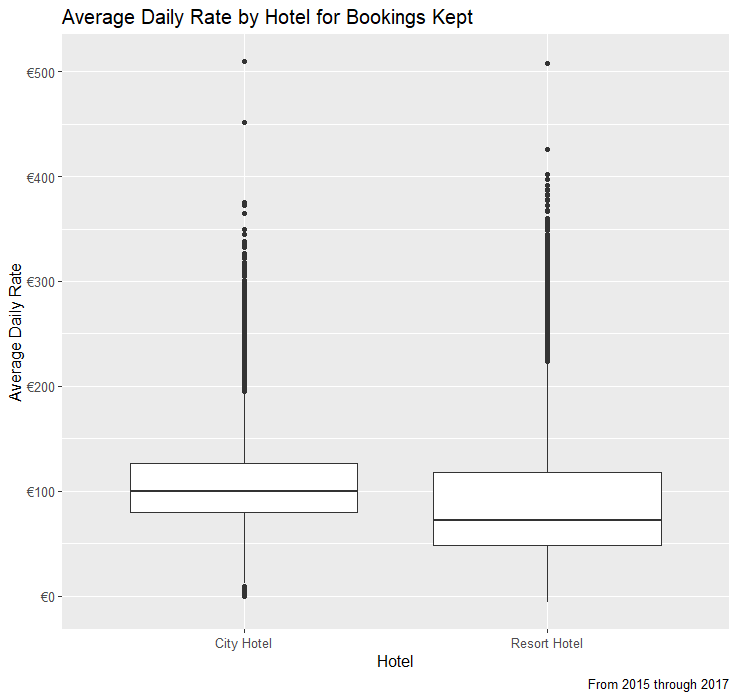 Average Daily Rate by Hotel for Bookings Kept
€500
€400
€300
€200
€100
€0
Average Daily Rate
City Hotel
Resort Hotel
Hotel
From 2015 through 2017